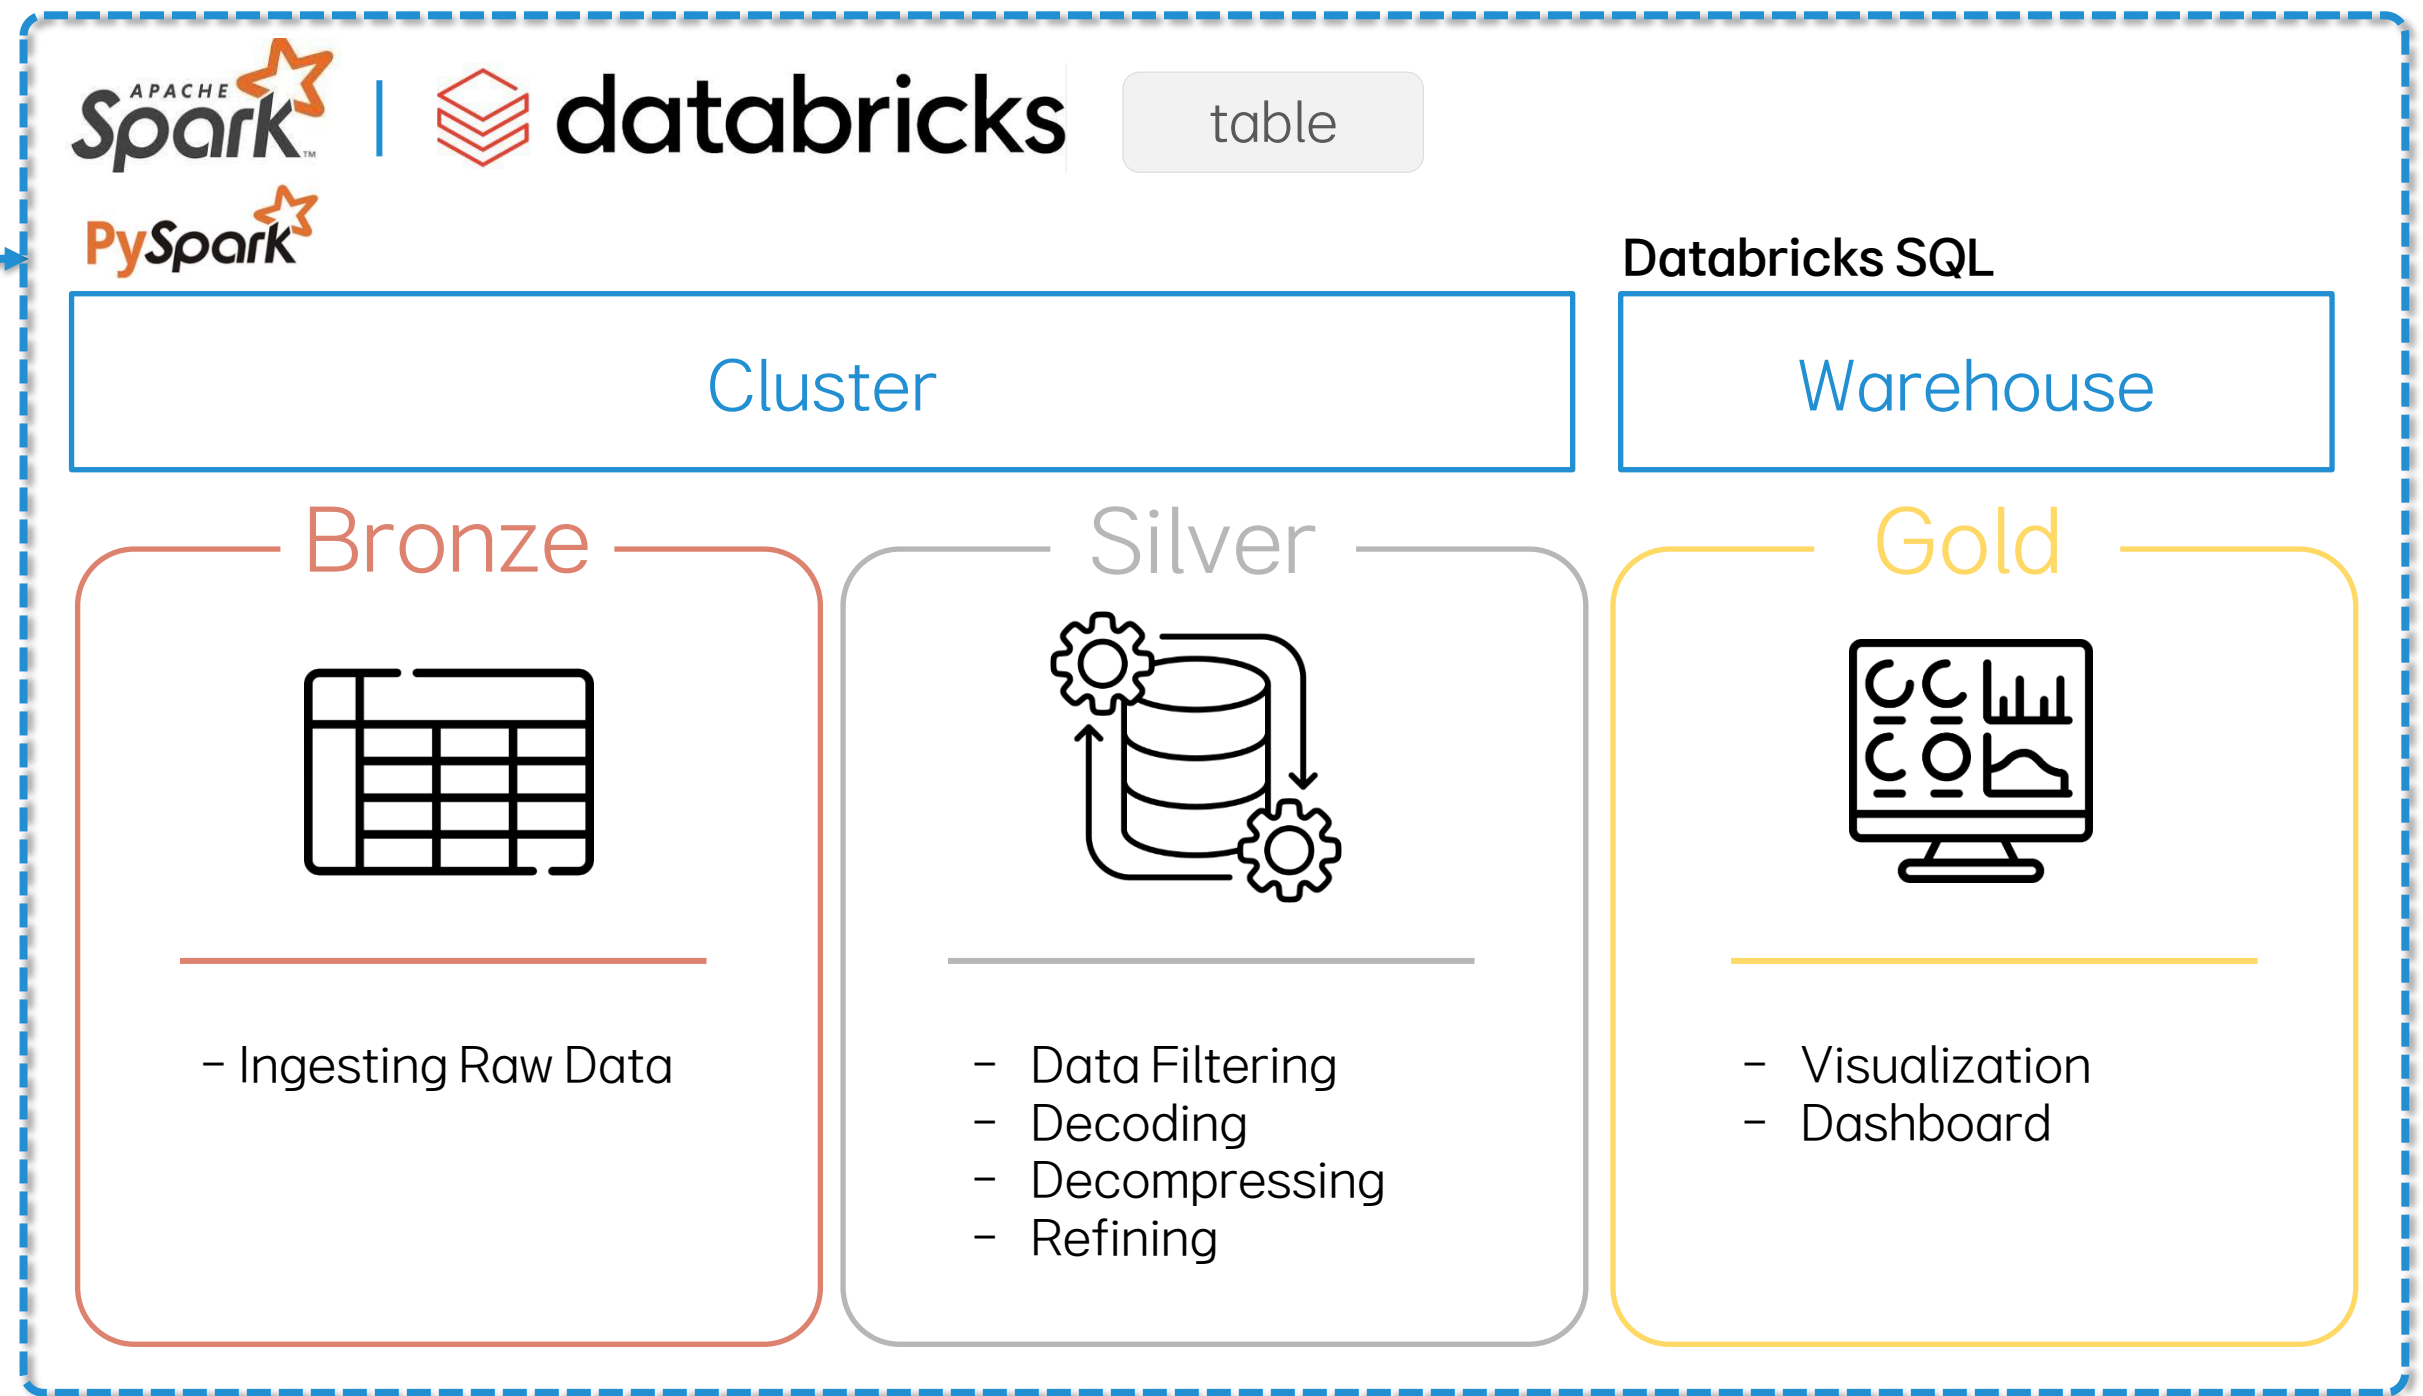 APACHE
Spark™
databricks
table
PySpark
Databricks SQL
Cluster
Warehouse
Bronze
- Ingesting Raw Data
Silver
- Data Filtering
- Decoding
- Decompressing
- Refining
Gold
- Visualization
- Dashboard